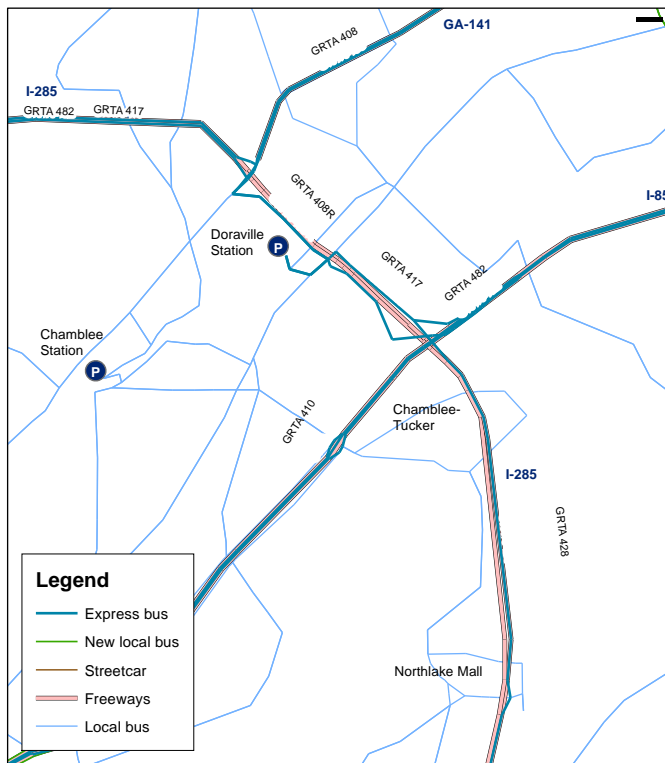 GRTA 408
GA-141
I-285
GRTA 482
GRTA 417
GRTA 408R
I-85
Doraville
Station
P
GRTA 417
GRTA 482
Chamblee
Station
P
GRTA 410
Chamblee-
Tucker
I-285
GRTA 428
Northlake Mall
Legend
Express bus
New local bus
Streetcar
Freeways
Local bus